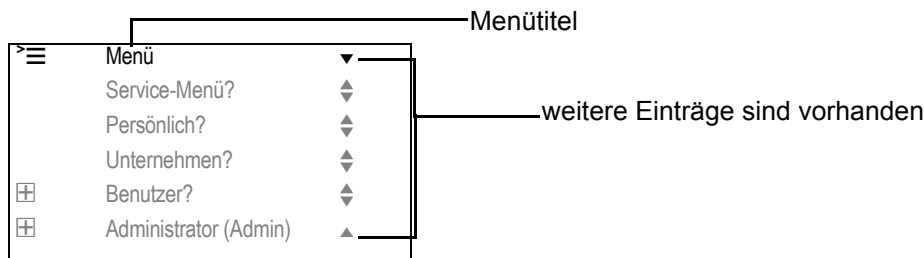 Menütitel
Menü
Service-Menü?
Persönlich?
weitere Einträge sind vorhanden
Unternehmen?
Benutzer?
Administrator (Admin)